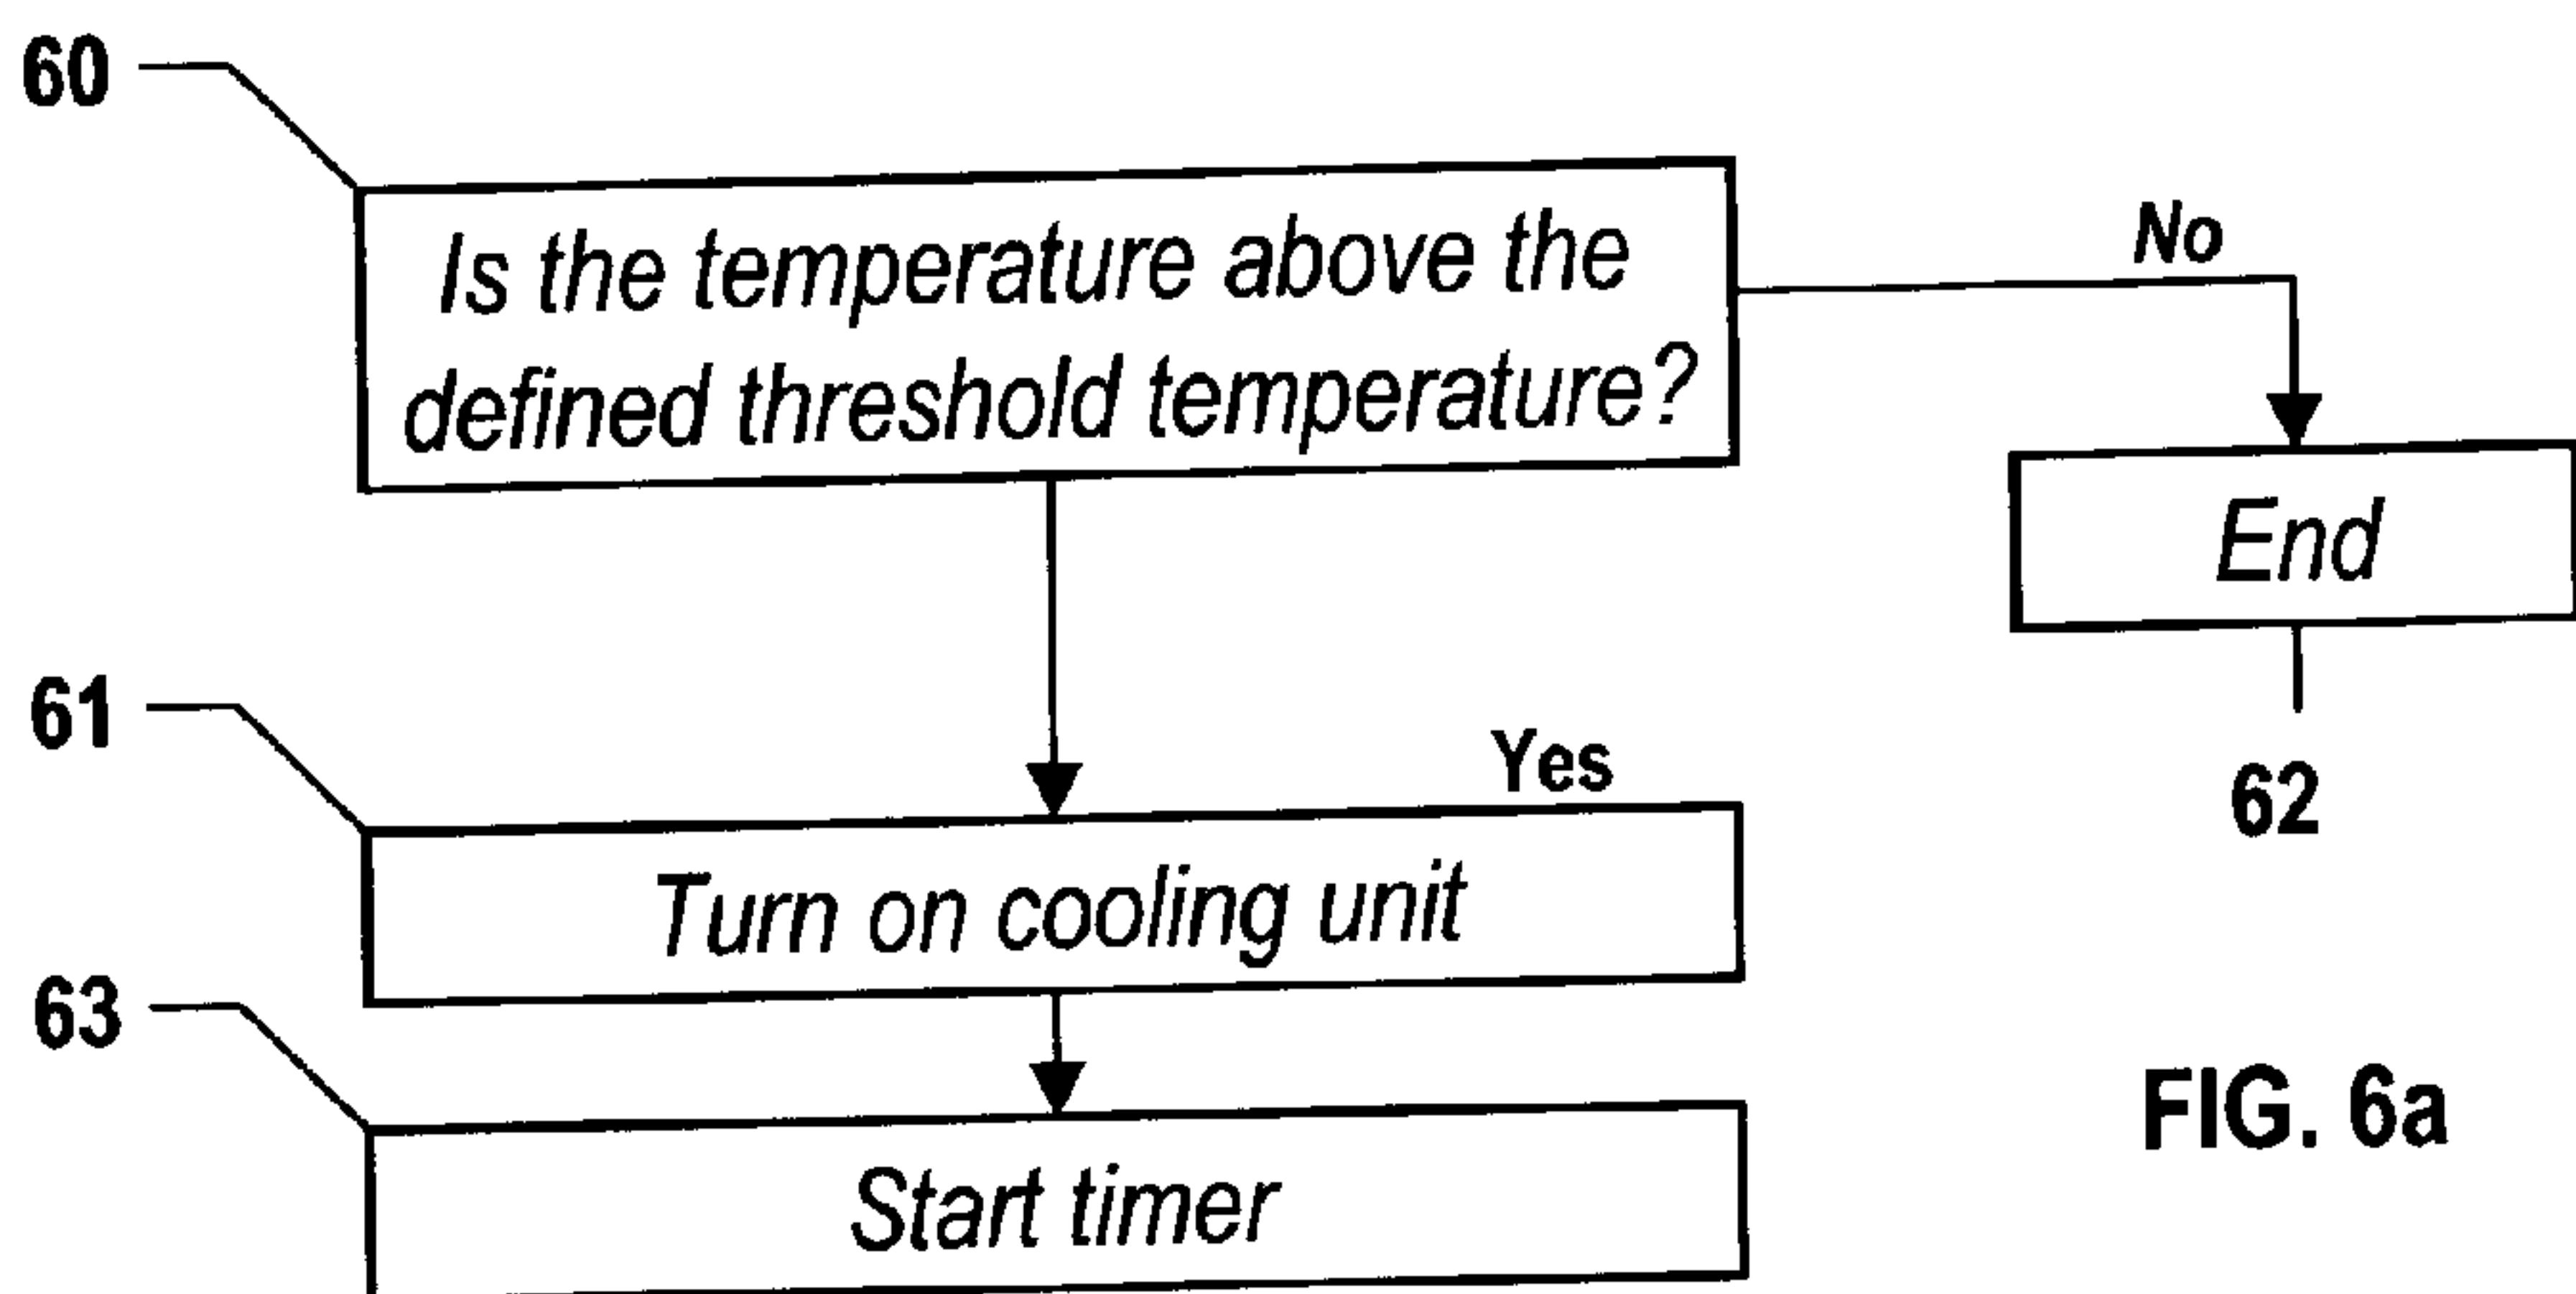 60
Is the temperature above the
defined threshold temperature?
No
End
62
61
Yes
Turn on cooling unit
63
Start timer
FIG. 6a